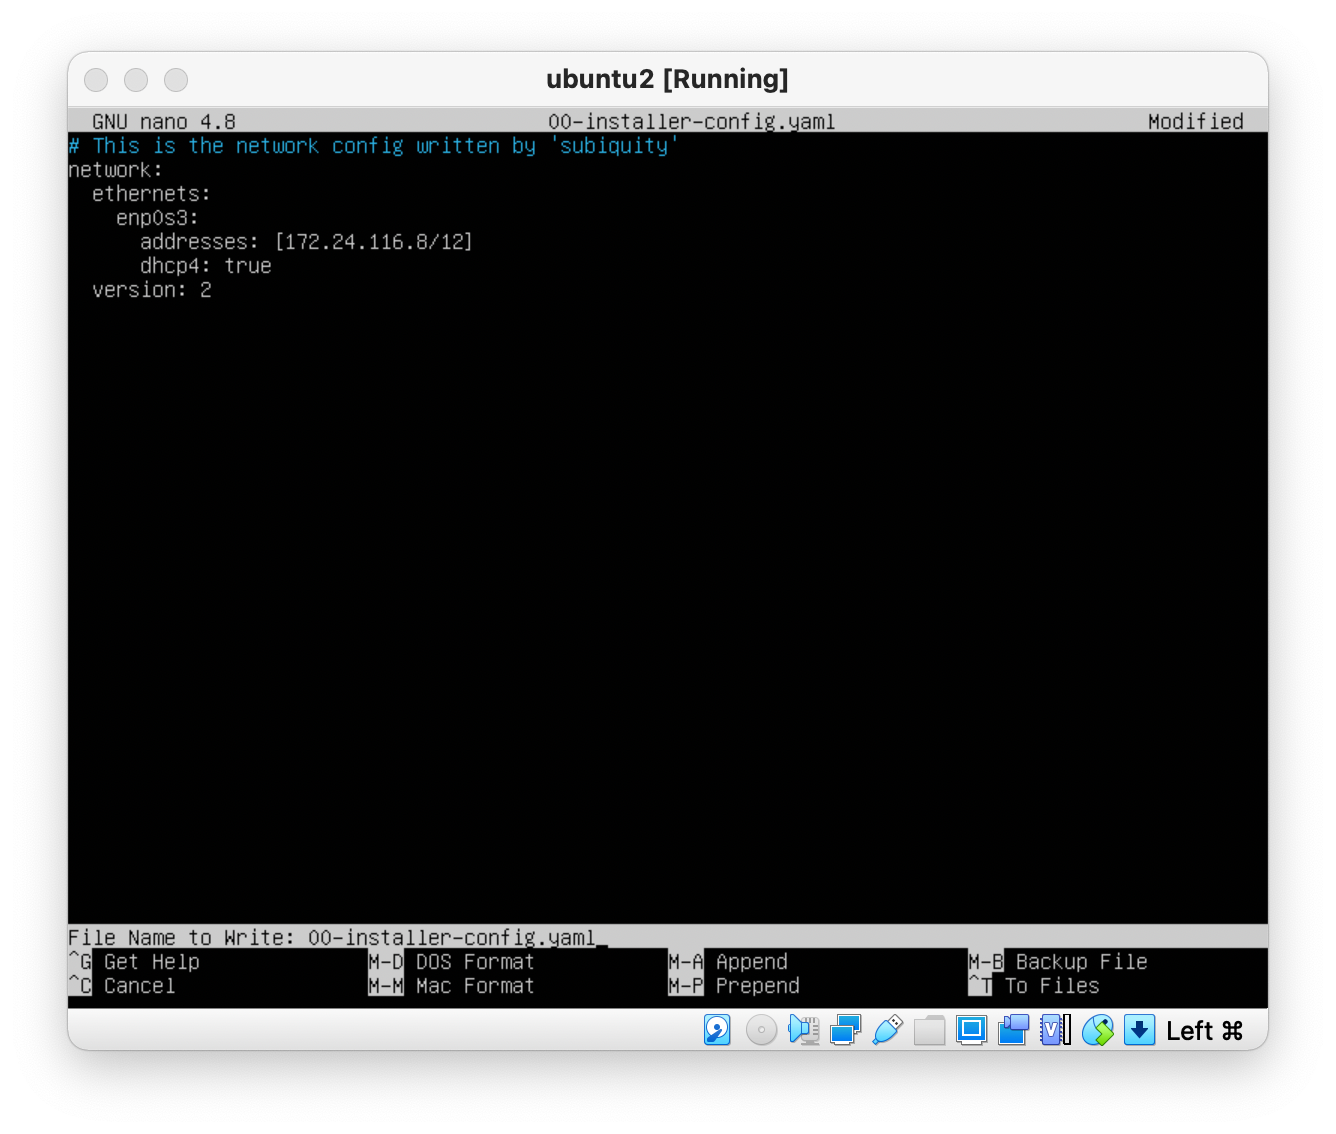 ubuntu2 [Running]
GNU nano 4.8 00-installer-config.yaml Modified
# This is the network config written by 'subiquity'
network:
  ethernets:
    enp0s3:
      addresses: [172.24.116.8/12]
      dhcp4: true
  version: 2
File Name to Write: 00-installer-config.yaml
^G Get Help M-D DOS Format M-A Append M-B Backup File
^C Cancel M-M Mac Format M-P Prepend ^T To Files
Left ⌘